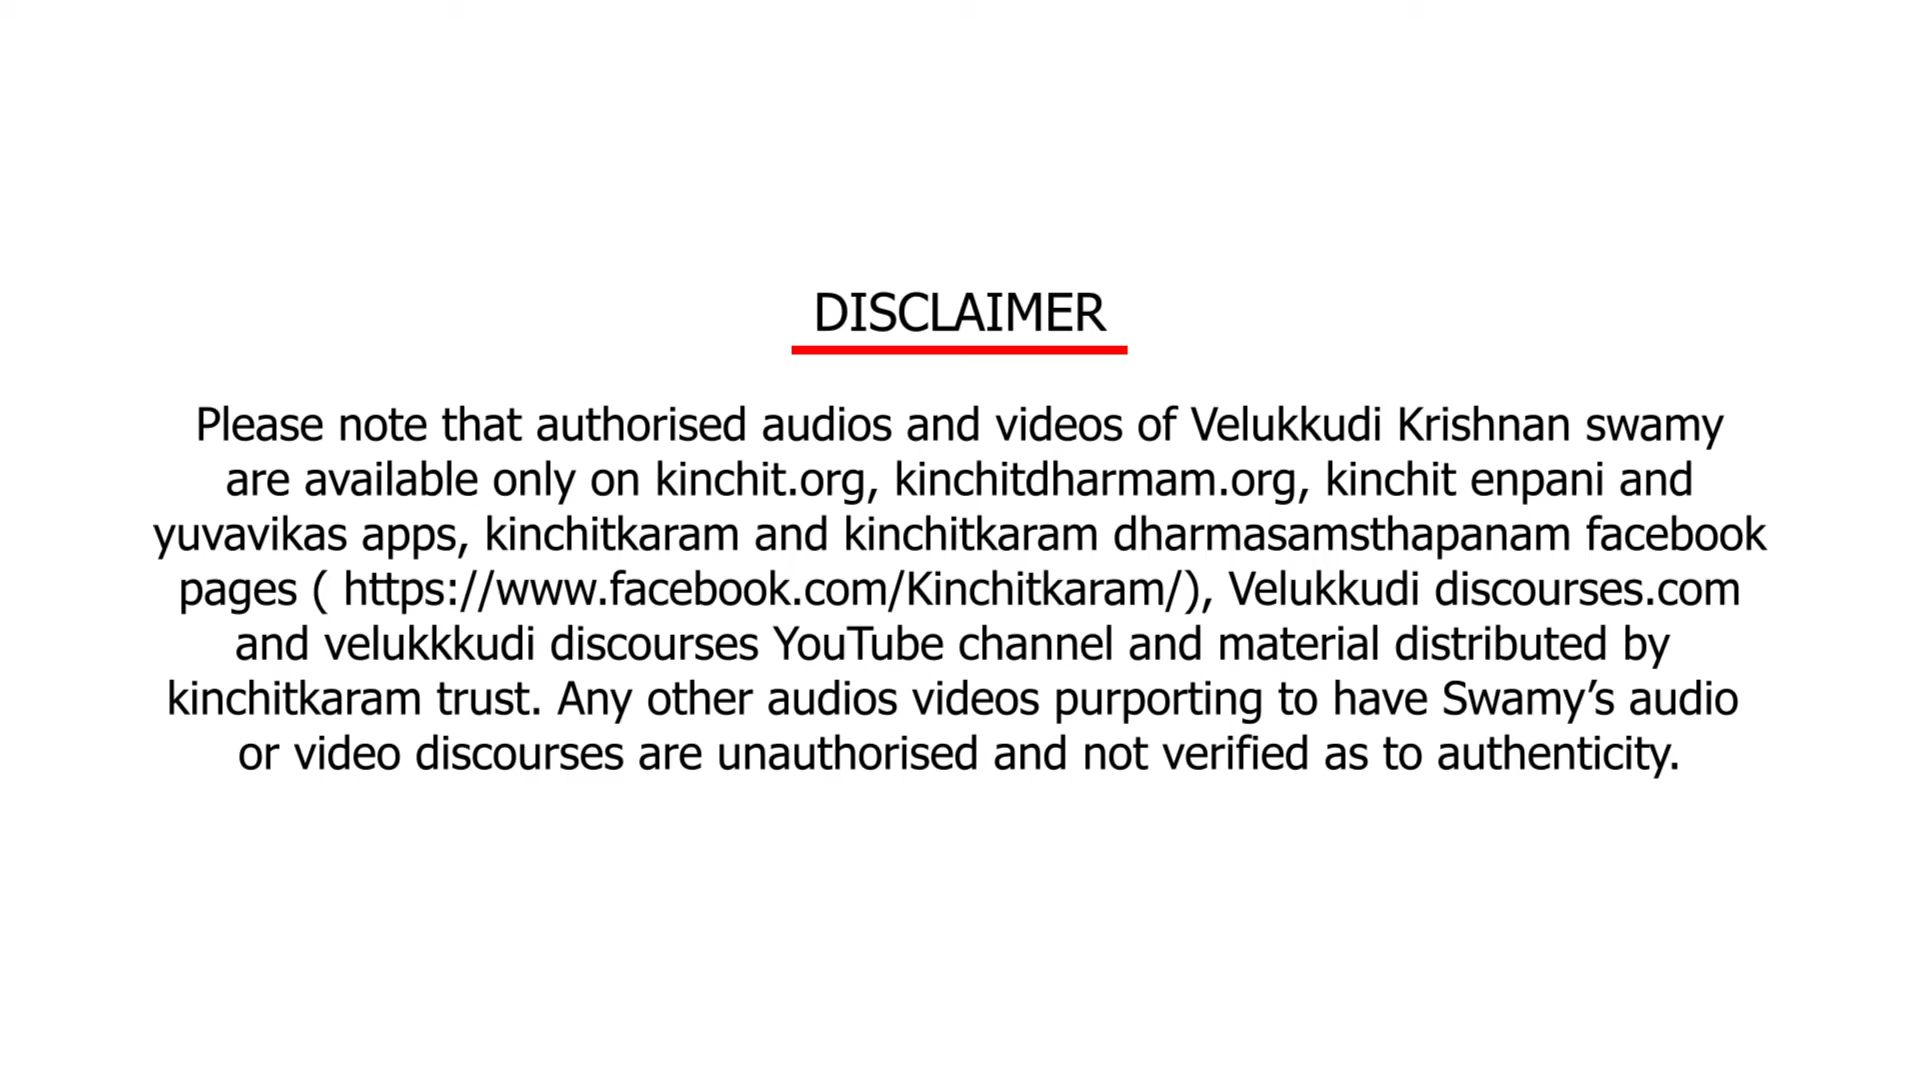 DISCLAIMER
Please note that authorised audios and videos of Velukkudi Krishnan swamy
are available only on kinchit.org, kinchitdharmam.org, kinchit enpani and
yuvavikas apps, kinchitkaram and kinchitkaram dharmasamsthapanam facebook
pages ( https://www.facebook.com/Kinchitkaram/), Velukkudi discourses.com
and velukkkudi discourses YouTube channel and material distributed by
kinchitkaram trust. Any other audios videos purporting to have Swamy’s audio
or video discourses are unauthorised and not verified as to authenticity.